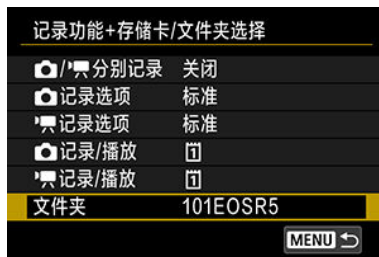 记录功能+存储卡/文件夹选择
/分别记录 关闭
记录选项 标准
记录选项 标准
记录/播放 1
记录/播放 1
文件夹 101EOSR5
MENU